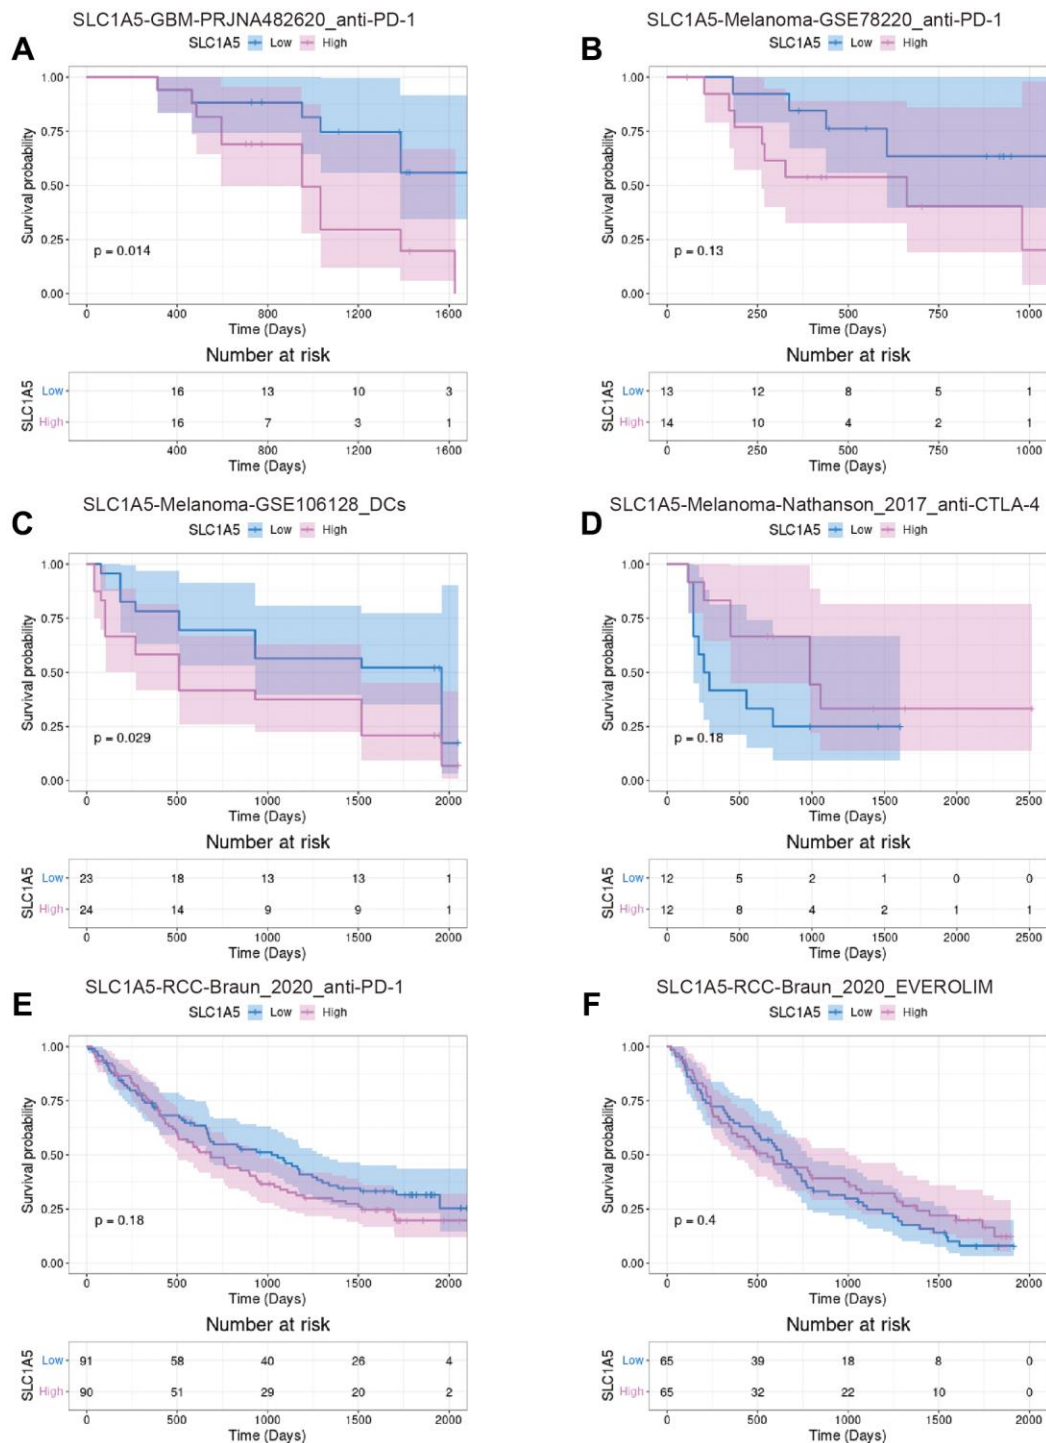 SLC1A5-GBM-PRJNA482620_anti-PD-1
A
SLC1A5 Low High
Survival probability
1.00
0.75
0.50
0.25
0.00
p = 0.014
0 400 800 1200 1600
Time (Days)
Number at risk
SLC1A5
Low 16 13 10 3
High 16 7 3 1
400 800 1200 1600
Time (Days)
SLC1A5-Melanoma-GSE78220_anti-PD-1
B
SLC1A5 Low High
Survival probability
1.00
0.75
0.50
0.25
0.00
p = 0.13
0 250 500 750 1000
Time (Days)
Number at risk
SLC1A5
Low 13 12 8 5 1
High 14 10 4 2 1
0 250 500 750 1000
Time (Days)
SLC1A5-Melanoma-GSE106128_DCs
C
SLC1A5 Low High
Survival probability
1.00
0.75
0.50
0.25
0.00
p = 0.029
0 500 1000 1500 2000
Time (Days)
Number at risk
SLC1A5
Low 23 18 13 13 1
High 24 14 9 9 1
0 500 1000 1500 2000
Time (Days)
SLC1A5-Melanoma-Nathanson_2017_anti-CTLA-4
D
SLC1A5 Low High
Survival probability
1.00
0.75
0.50
0.25
0.00
p = 0.18
0 500 1000 1500 2000 2500
Time (Days)
Number at risk
SLC1A5
Low 12 5 2 1 0 0
High 12 8 4 2 1 1
0 500 1000 1500 2000 2500
Time (Days)
SLC1A5-RCC-Braun_2020_anti-PD-1
E
SLC1A5 Low High
Survival probability
1.00
0.75
0.50
0.25
0.00
p = 0.18
0 500 1000 1500 2000
Time (Days)
Number at risk
SLC1A5
Low 91 58 40 26 4
High 90 51 29 20 2
0 500 1000 1500 2000
Time (Days)
SLC1A5-RCC-Braun_2020_EVEROLIM
F
SLC1A5 Low High
Survival probability
1.00
0.75
0.50
0.25
0.00
p = 0.4
0 500 1000 1500 2000
Time (Days)
Number at risk
SLC1A5
Low 65 39 18 8 0
High 65 32 22 10 0
0 500 1000 1500 2000
Time (Days)